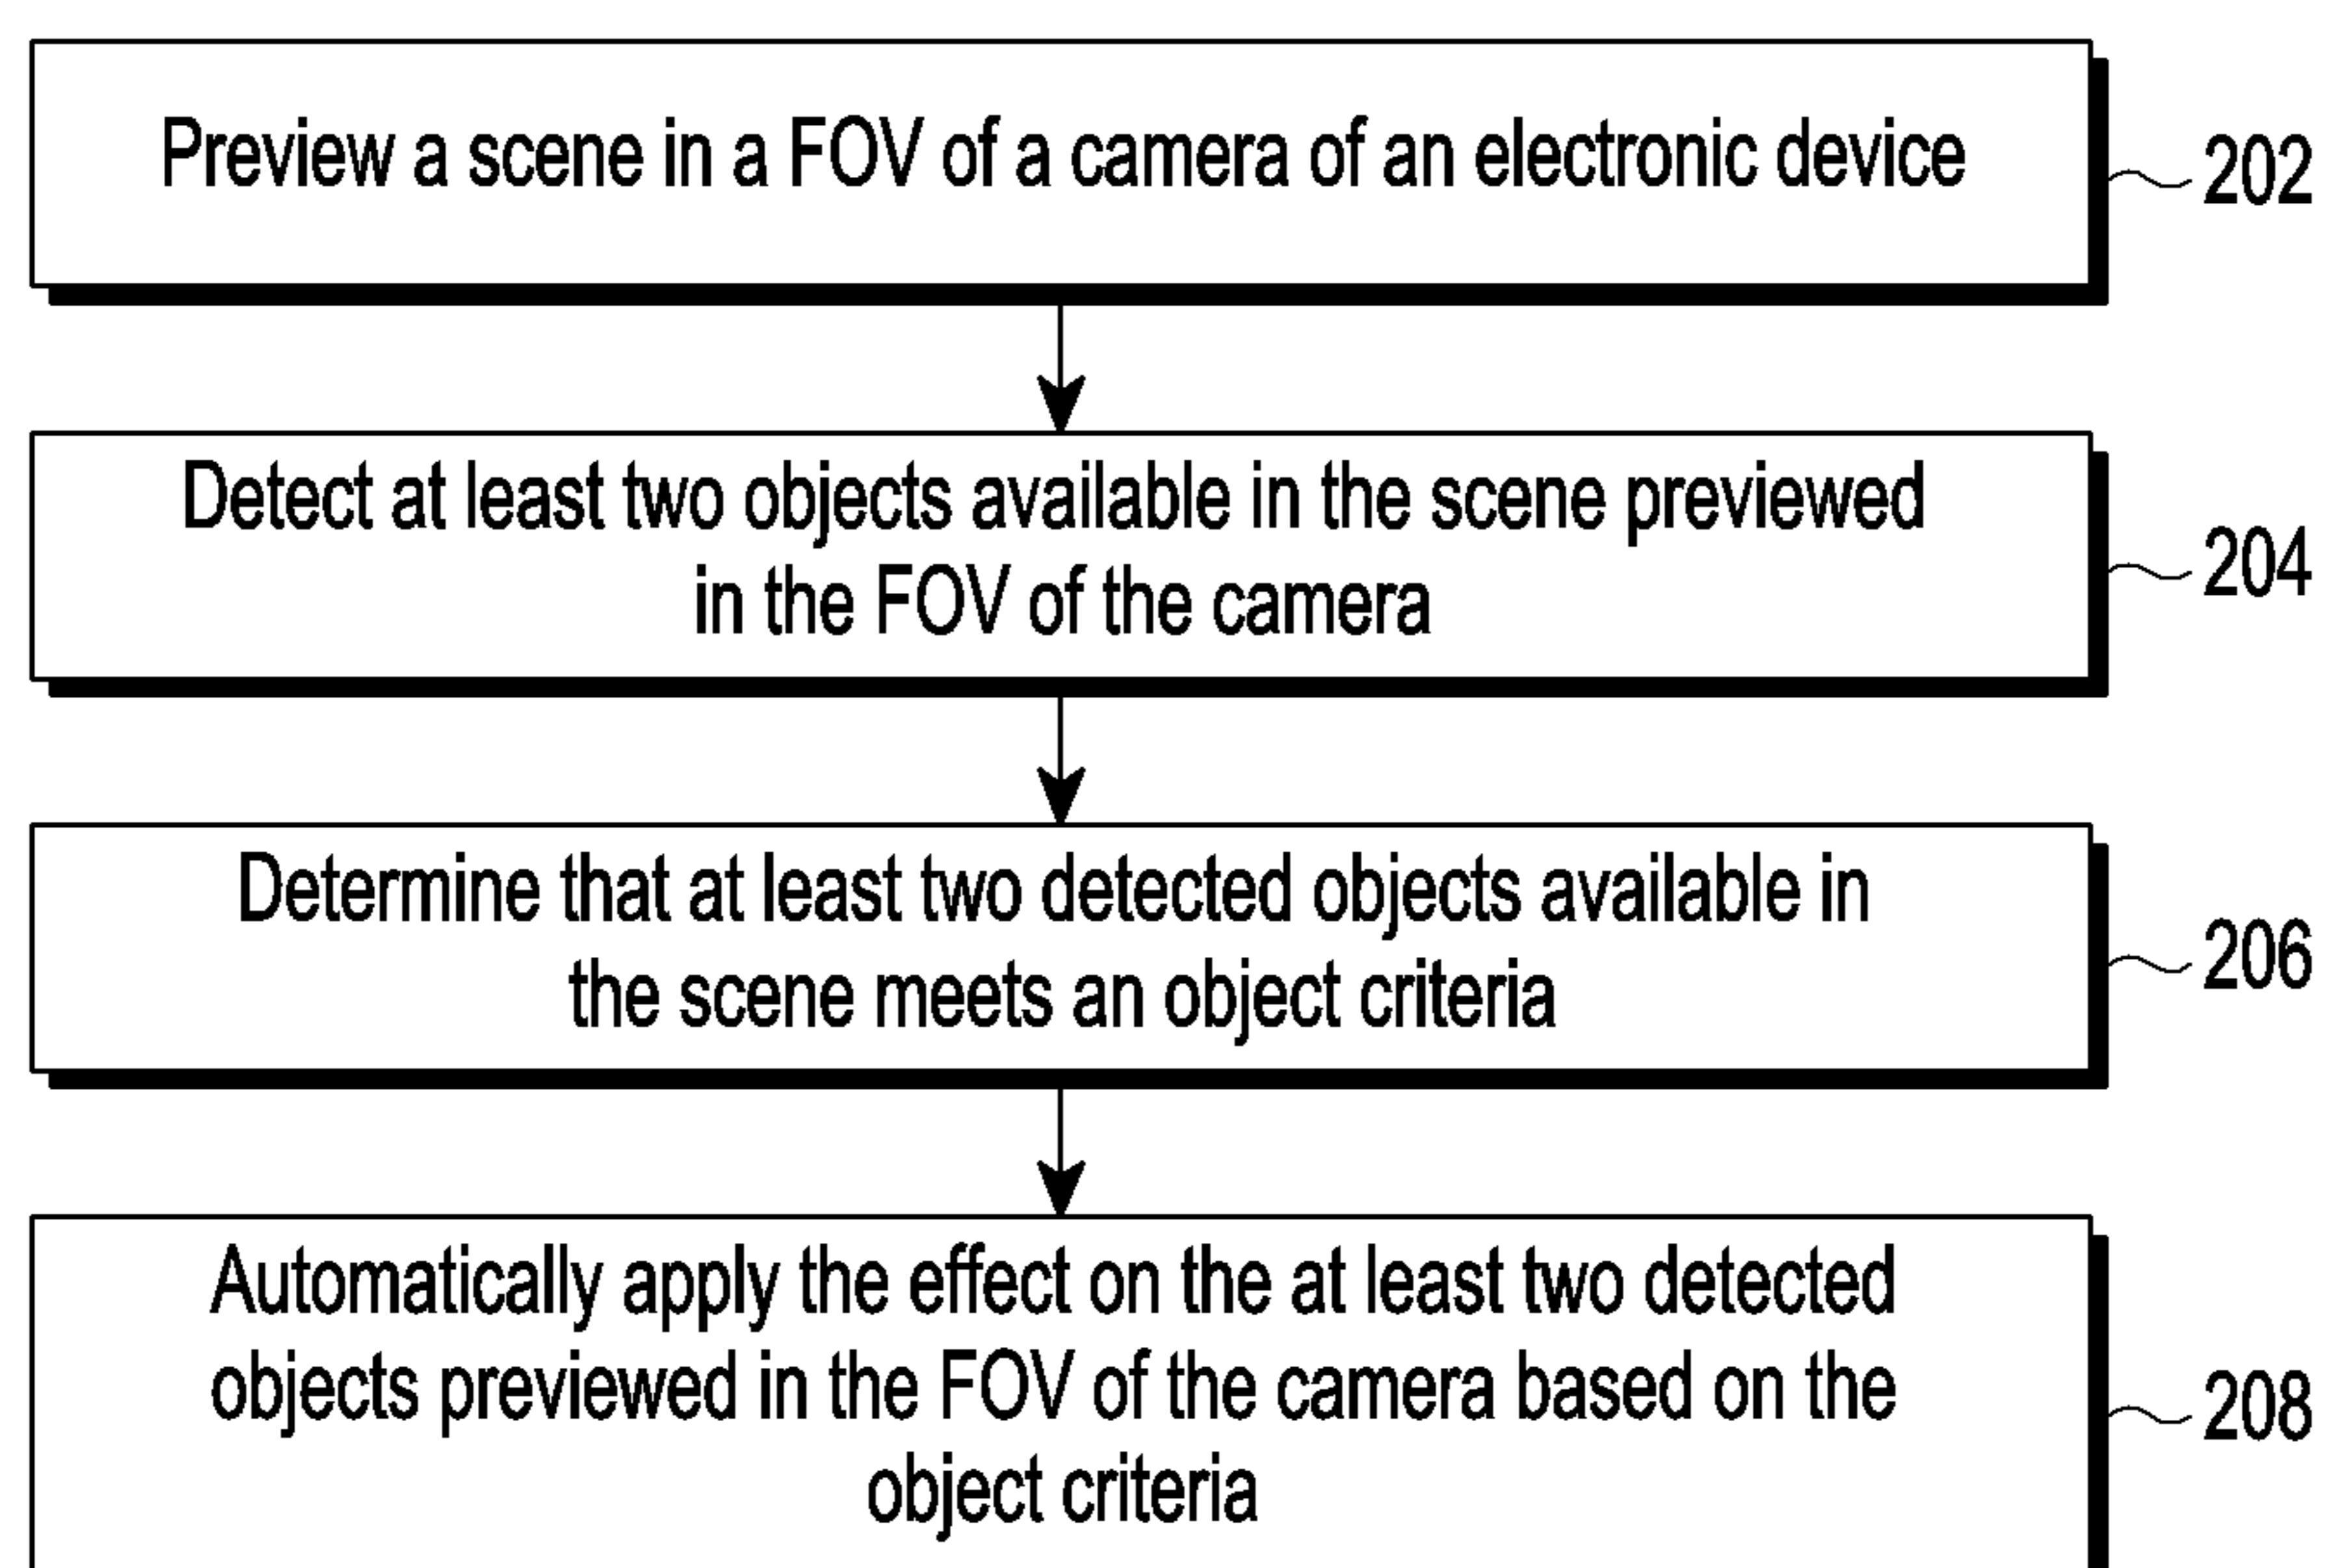 Preview a scene in a FOV of a camera of an electronic device
202
Detect at least two objects available in the scene previewed
in the FOV of the camera
204
Determine that at least two detected objects available in
the scene meets an object criteria
206
Automatically apply the effect on the at least two detected
objects previewed in the FOV of the camera based on the
object criteria
208